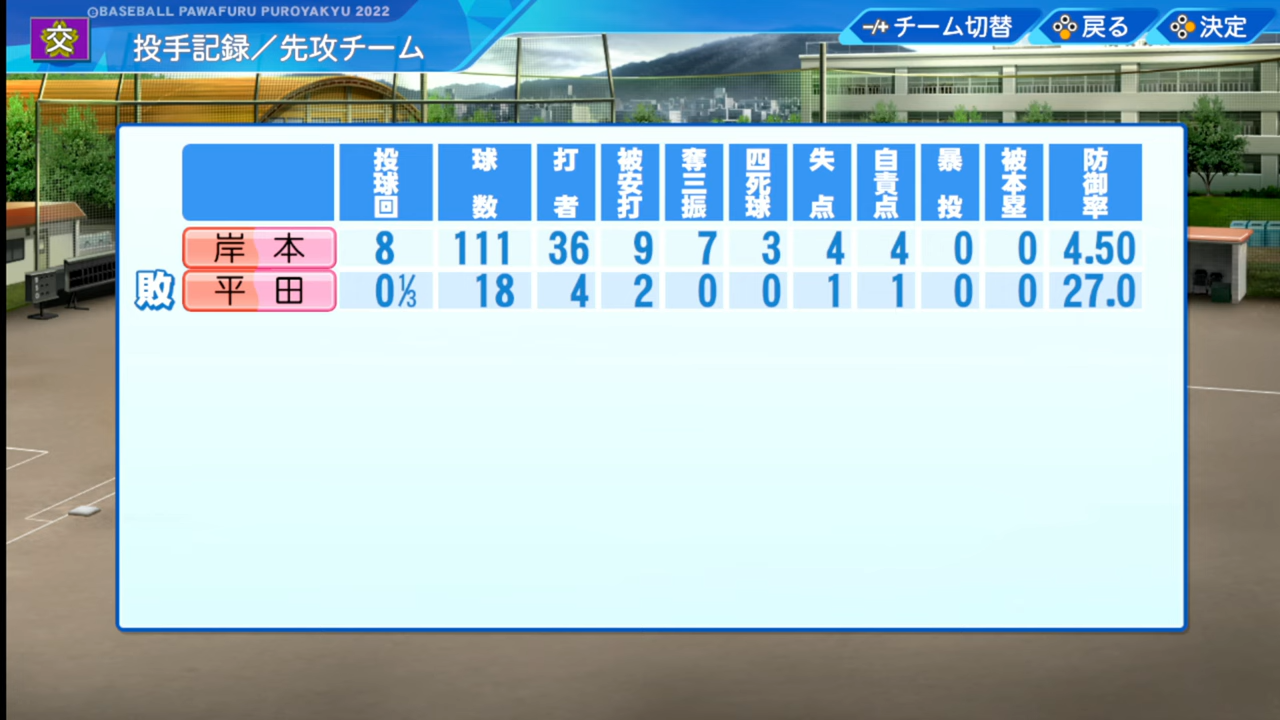 ©BASEBALL PAWAFURU PUROYAKYU 2022
交 投手記録／先攻チーム
−/+ チーム切替 戻る 決定
投球回 球数 打者 被安打 奪三振 四死球 失点 自責点 暴投 被本塁 防御率
岸本 8 111 36 9 7 3 4 4 0 0 4.50
敗 平田 0⅓ 18 4 2 0 0 1 1 0 0 27.0